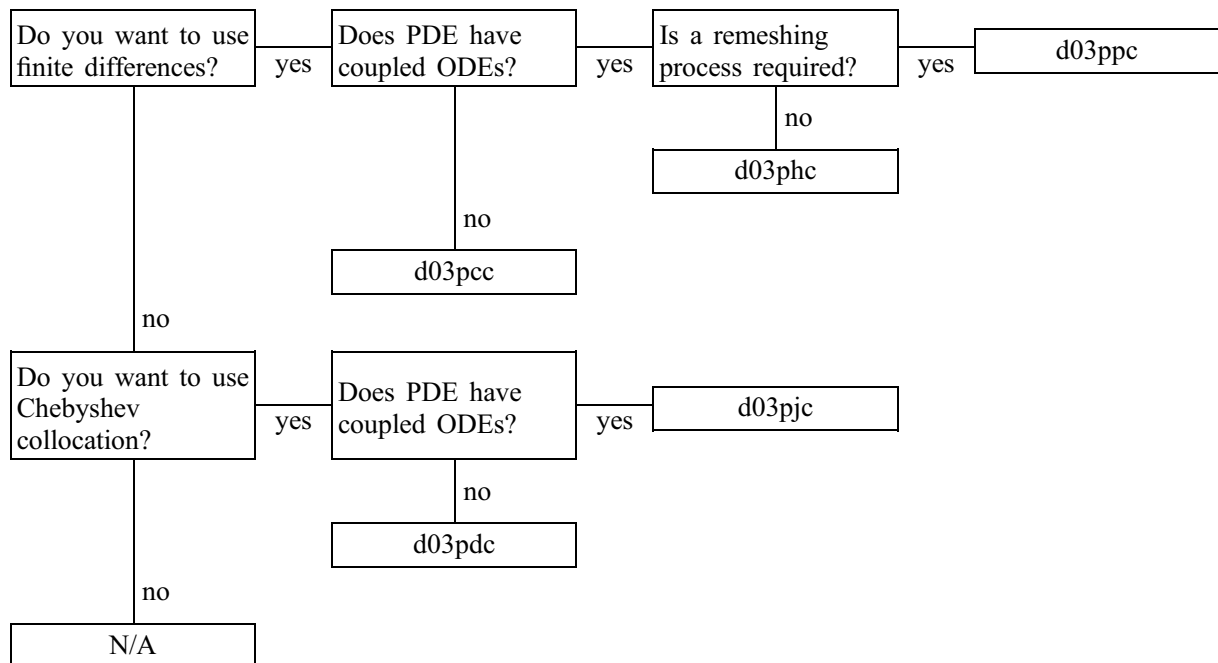 Do you want to use
finite differences?
yes
Does PDE have
coupled ODEs?
yes
Is a remeshing
process required?
yes
d03ppc
no
d03phc
no
d03pcc
no
Do you want to use
Chebyshev
collocation?
yes
Does PDE have
coupled ODEs?
yes
d03pjc
no
d03pdc
no
N/A